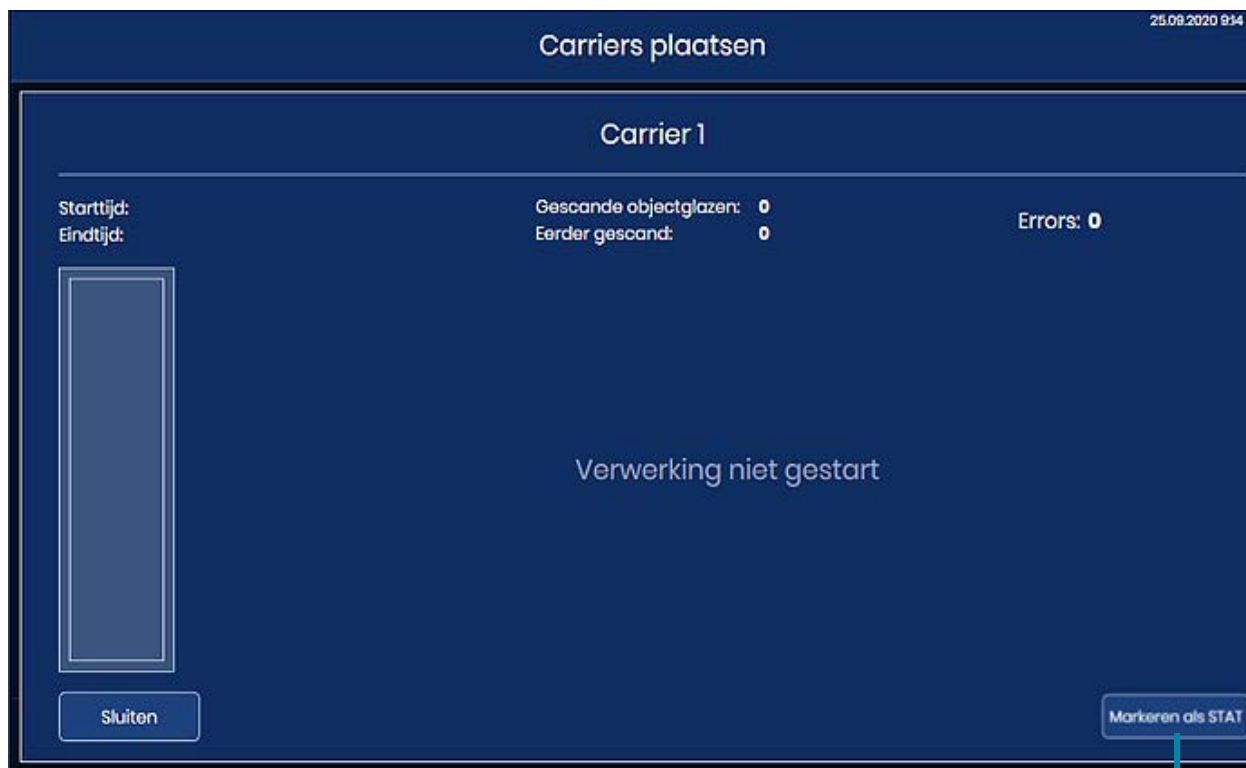 25.09.2020 9:14
Carriers plaatsen
Carrier 1
Starttijd:
Eindtijd:
Gescande objectglazen: 0
Eerder gescand: 0
Errors: 0
Verwerking niet gestart
Sluiten
Markeren als STAT